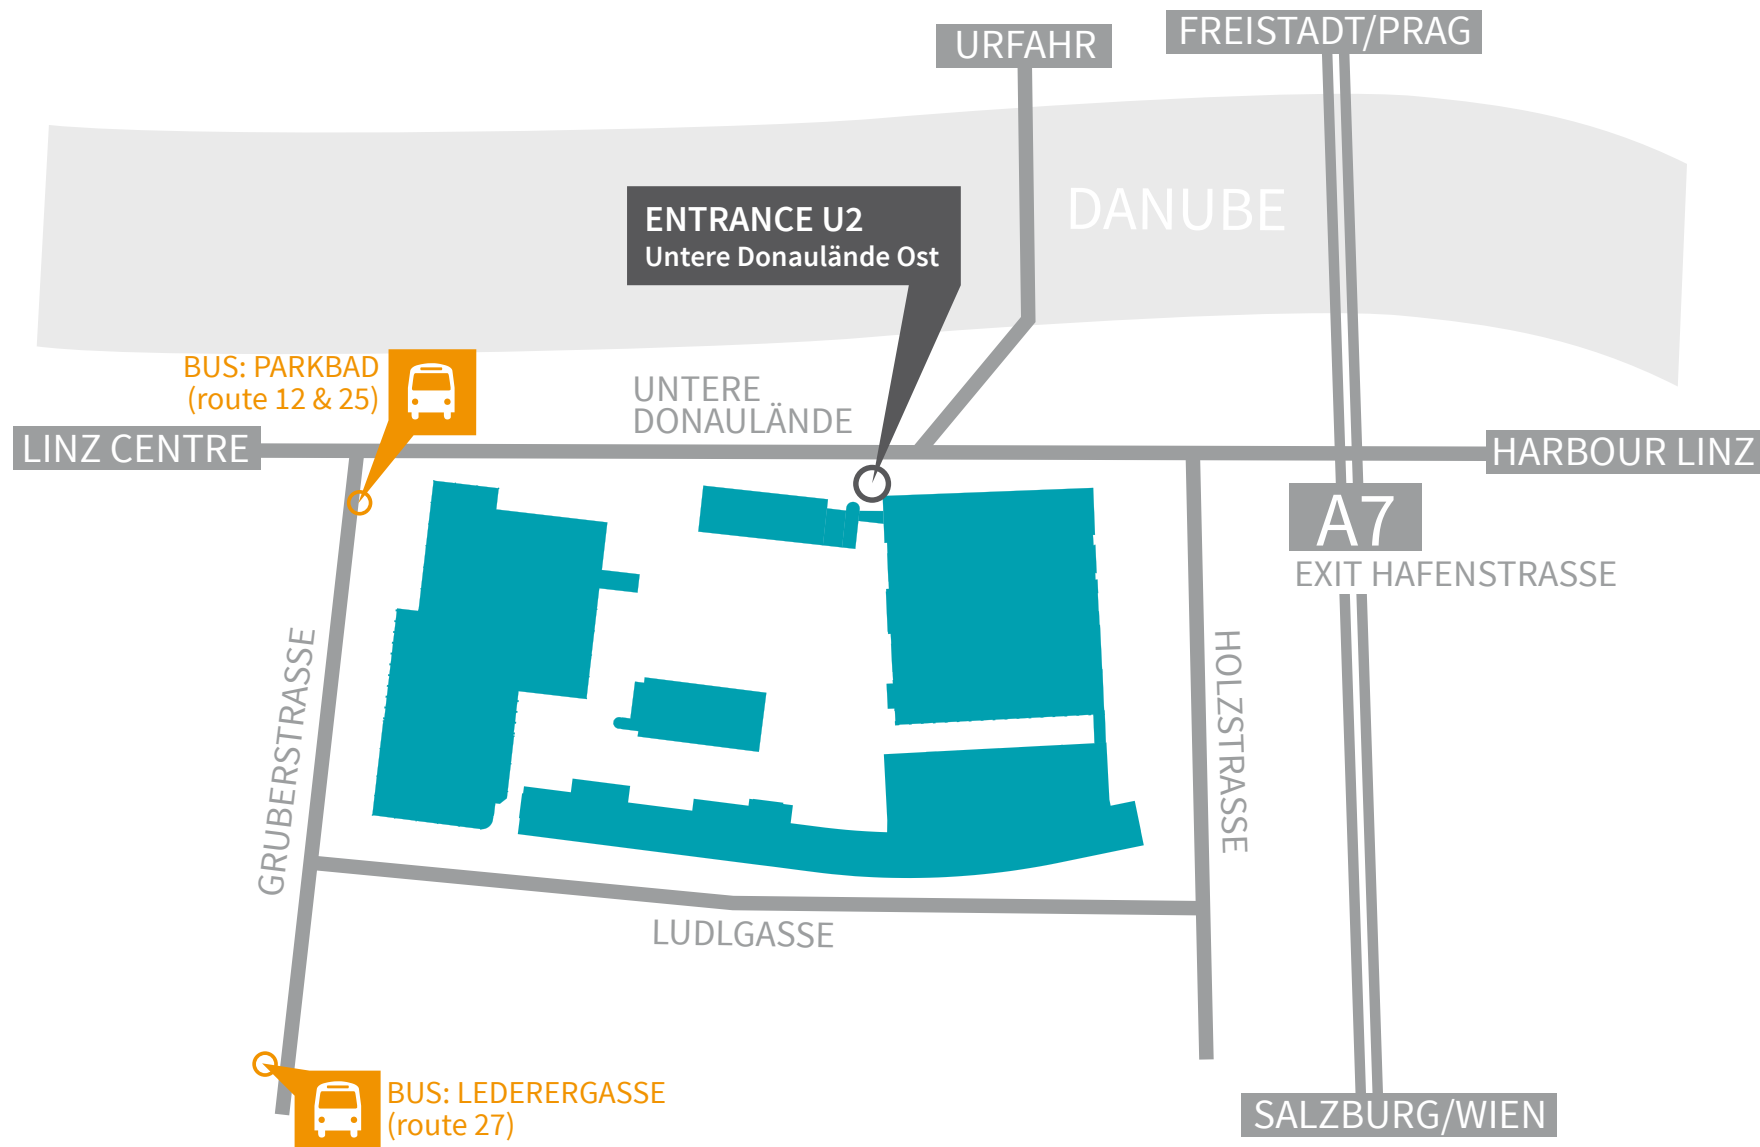 URFAHR
FREISTADT/PRAG
DANUBE
ENTRANCE U2
Untere Donaulände Ost
BUS: PARKBAD
(route 12 & 25)
UNTERE
DONAULÄNDE
LINZ CENTRE
HARBOUR LINZ
A7
EXIT HAFENSTRASSE
GRUBERSTRASSE
HOLZSTRASSE
LUDLGASSE
BUS: LEDERERGASSE
(route 27)
SALZBURG/WIEN